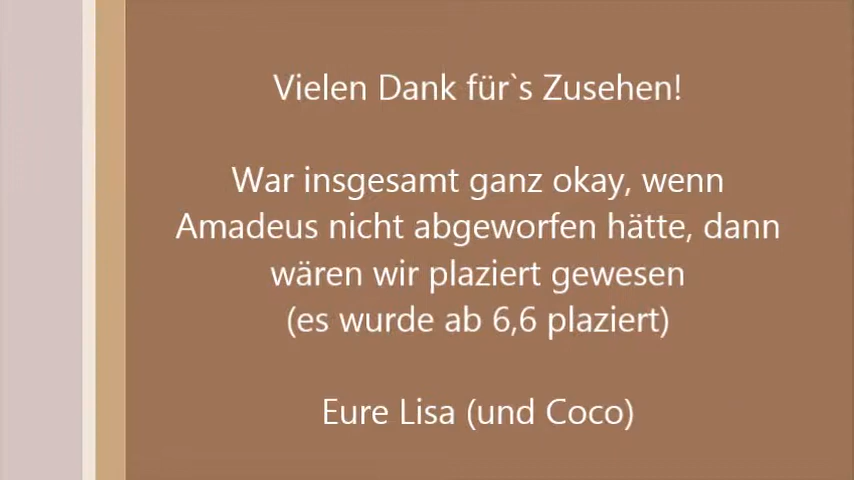 Vielen Dank für`s Zusehen!
War insgesamt ganz okay, wenn
Amadeus nicht abgeworfen hätte, dann
wären wir plaziert gewesen
(es wurde ab 6,6 plaziert)
Eure Lisa (und Coco)